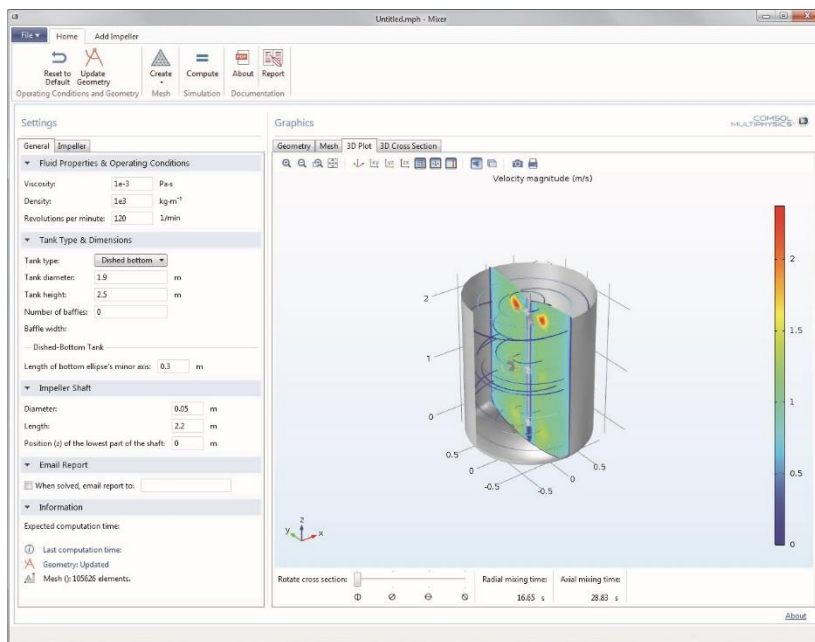 Untitled.mph - Mixer
File
Home
Add Impeller
Reset to Default
Update Geometry
Create
Compute
About
Report
Operating Conditions and Geometry
Mesh
Simulation
Documentation
Settings
General
Impeller
Fluid Properties & Operating Conditions
Viscosity: 1e-3 Pa·s
Density: 1e3 kg·m⁻³
Revolutions per minute: 120 1/min
Tank Type & Dimensions
Tank type: Dished bottom
Tank diameter: 1.9 m
Tank height: 2.5 m
Number of baffles: 0
Baffle width:
Dished-Bottom Tank
Length of bottom ellipse's minor axis: 0.3 m
Impeller Shaft
Diameter: 0.05 m
Length: 2.2 m
Position (z) of the lowest part of the shaft: 0 m
Email Report
When solved, email report to:
Information
Expected computation time:
Last computation time:
Geometry: Updated
Mesh (): 105626 elements.
Graphics
COMSOL
MULTIPHYSICS
Geometry
Mesh
3D Plot
3D Cross Section
xy
yz
xz
Velocity magnitude (m/s)
2
1.5
1
0.5
0
2
1
0
0.5
0
-0.5
-0.5
0
0.5
z
y
x
Rotate cross section:
Radial mixing time:
16.65 s
Axial mixing time:
28.83 s
About